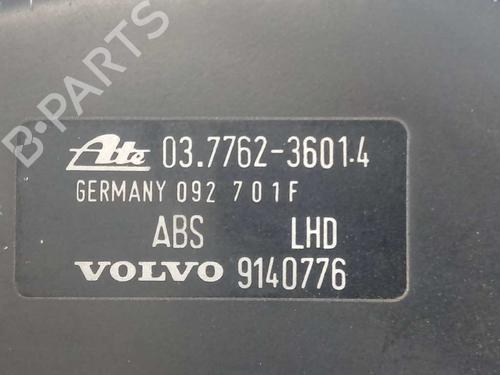 B-PARTS
Ate 03.7762-3601.4
GERMANY 092 701F
ABS LHD
VOLVO 9140776